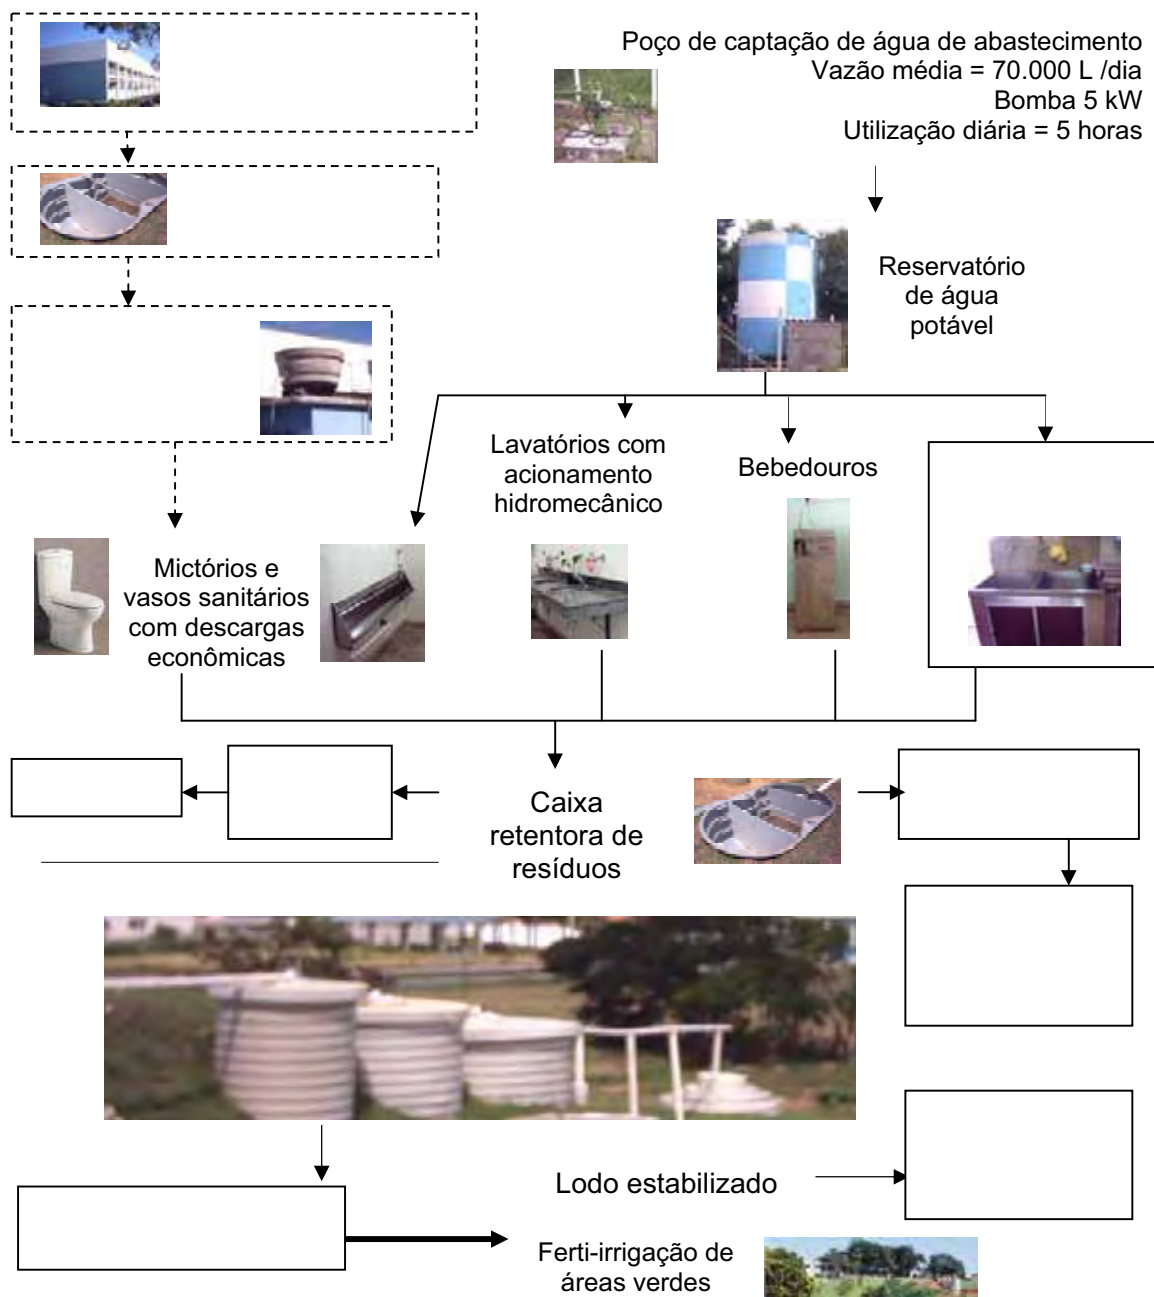 Poço de captação de água de abastecimento
Vazão média = 70.000 L /dia
Bomba 5 kW
Utilização diária = 5 horas
Reservatório
de água
potável
Lavatórios com
acionamento
hidromecânico
Bebedouros
Mictórios e
vasos sanitários
com descargas
econômicas
Caixa
retentora de
resíduos
Lodo estabilizado
Ferti-irrigação de
áreas verdes